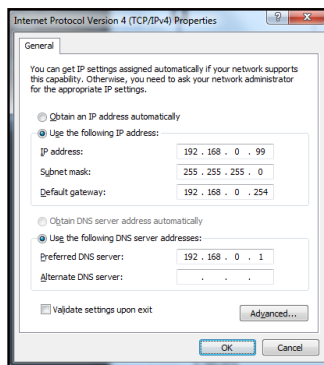 Internet Protocol Version 4 (TCP/IPv4) Properties
General
You can get IP settings assigned automatically if your network supports
this capability. Otherwise, you need to ask your network administrator
for the appropriate IP settings.
Obtain an IP address automatically
Use the following IP address:
IP address: 192 . 168 . 0 . 99
Subnet mask: 255 . 255 . 255 . 0
Default gateway: 192 . 168 . 0 . 254
Obtain DNS server address automatically
Use the following DNS server addresses:
Preferred DNS server: 192 . 168 . 0 . 1
Alternate DNS server: . . .
Validate settings upon exit
Advanced...
OK Cancel